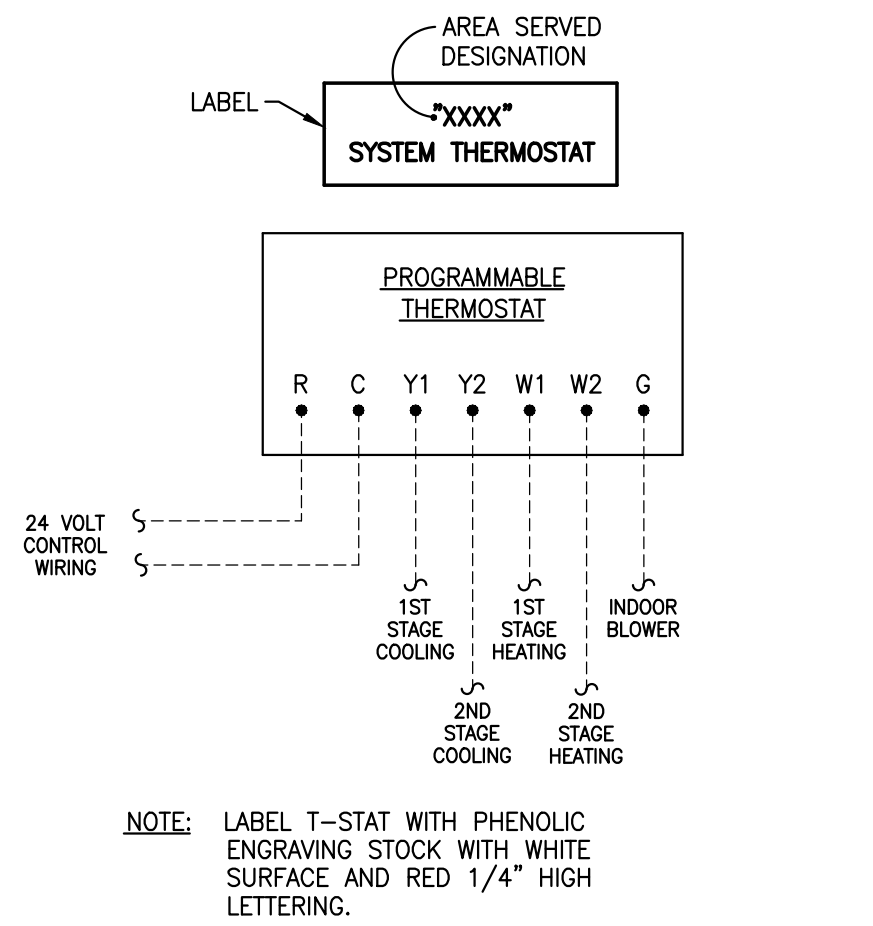 AREA SERVED
DESIGNATION
LABEL
"XXXX"
SYSTEM THERMOSTAT
PROGRAMMABLE
THERMOSTAT
R C Y1 Y2 W1 W2 G
24 VOLT
CONTROL
WIRING
1ST
STAGE
COOLING
1ST
STAGE
HEATING
INDOOR
BLOWER
2ND
STAGE
COOLING
2ND
STAGE
HEATING
NOTE: LABEL T-STAT WITH PHENOLIC
ENGRAVING STOCK WITH WHITE
SURFACE AND RED 1/4" HIGH
LETTERING.